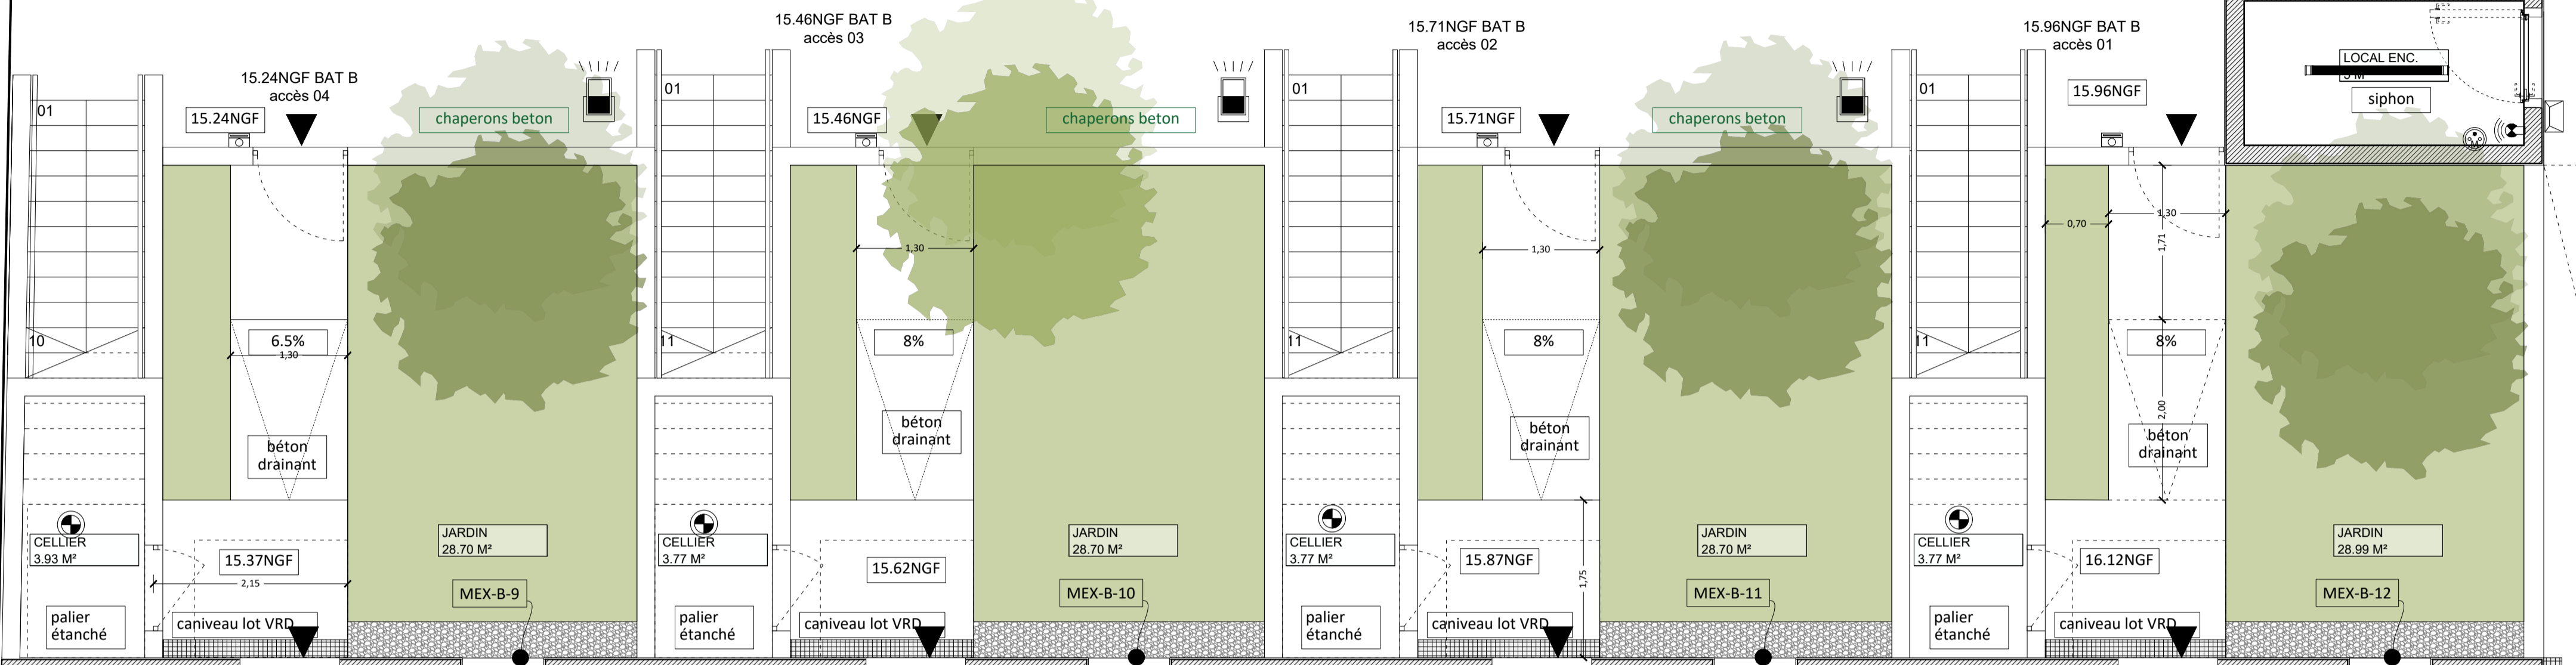 15.24NGF BAT B
accès 04
15.46NGF BAT B
accès 03
15.71NGF BAT B
accès 02
15.96NGF BAT B
accès 01
LOCAL ENC.
siphon
01
15.24NGF
chaperons beton
01
15.46NGF
chaperons beton
01
15.71NGF
chaperons beton
01
15.96NGF
M
1,30
1,30
0,70
1,30
1,71
10
6.5%
1,30
11
8%
11
8%
11
8%
2,00
béton
drainant
béton
drainant
béton
drainant
béton
drainant
CELLIER
3.93 M²
15.37NGF
2,15
JARDIN
28.70 M²
MEX-B-9
CELLIER
3.77 M²
15.62NGF
JARDIN
28.70 M²
MEX-B-10
CELLIER
3.77 M²
15.87NGF
1,75
JARDIN
28.70 M²
MEX-B-11
CELLIER
3.77 M²
16.12NGF
JARDIN
28.99 M²
MEX-B-12
palier
étanché
caniveau lot VRD
palier
étanché
caniveau lot VRD
palier
étanché
caniveau lot VRD
palier
étanché
caniveau lot VRD